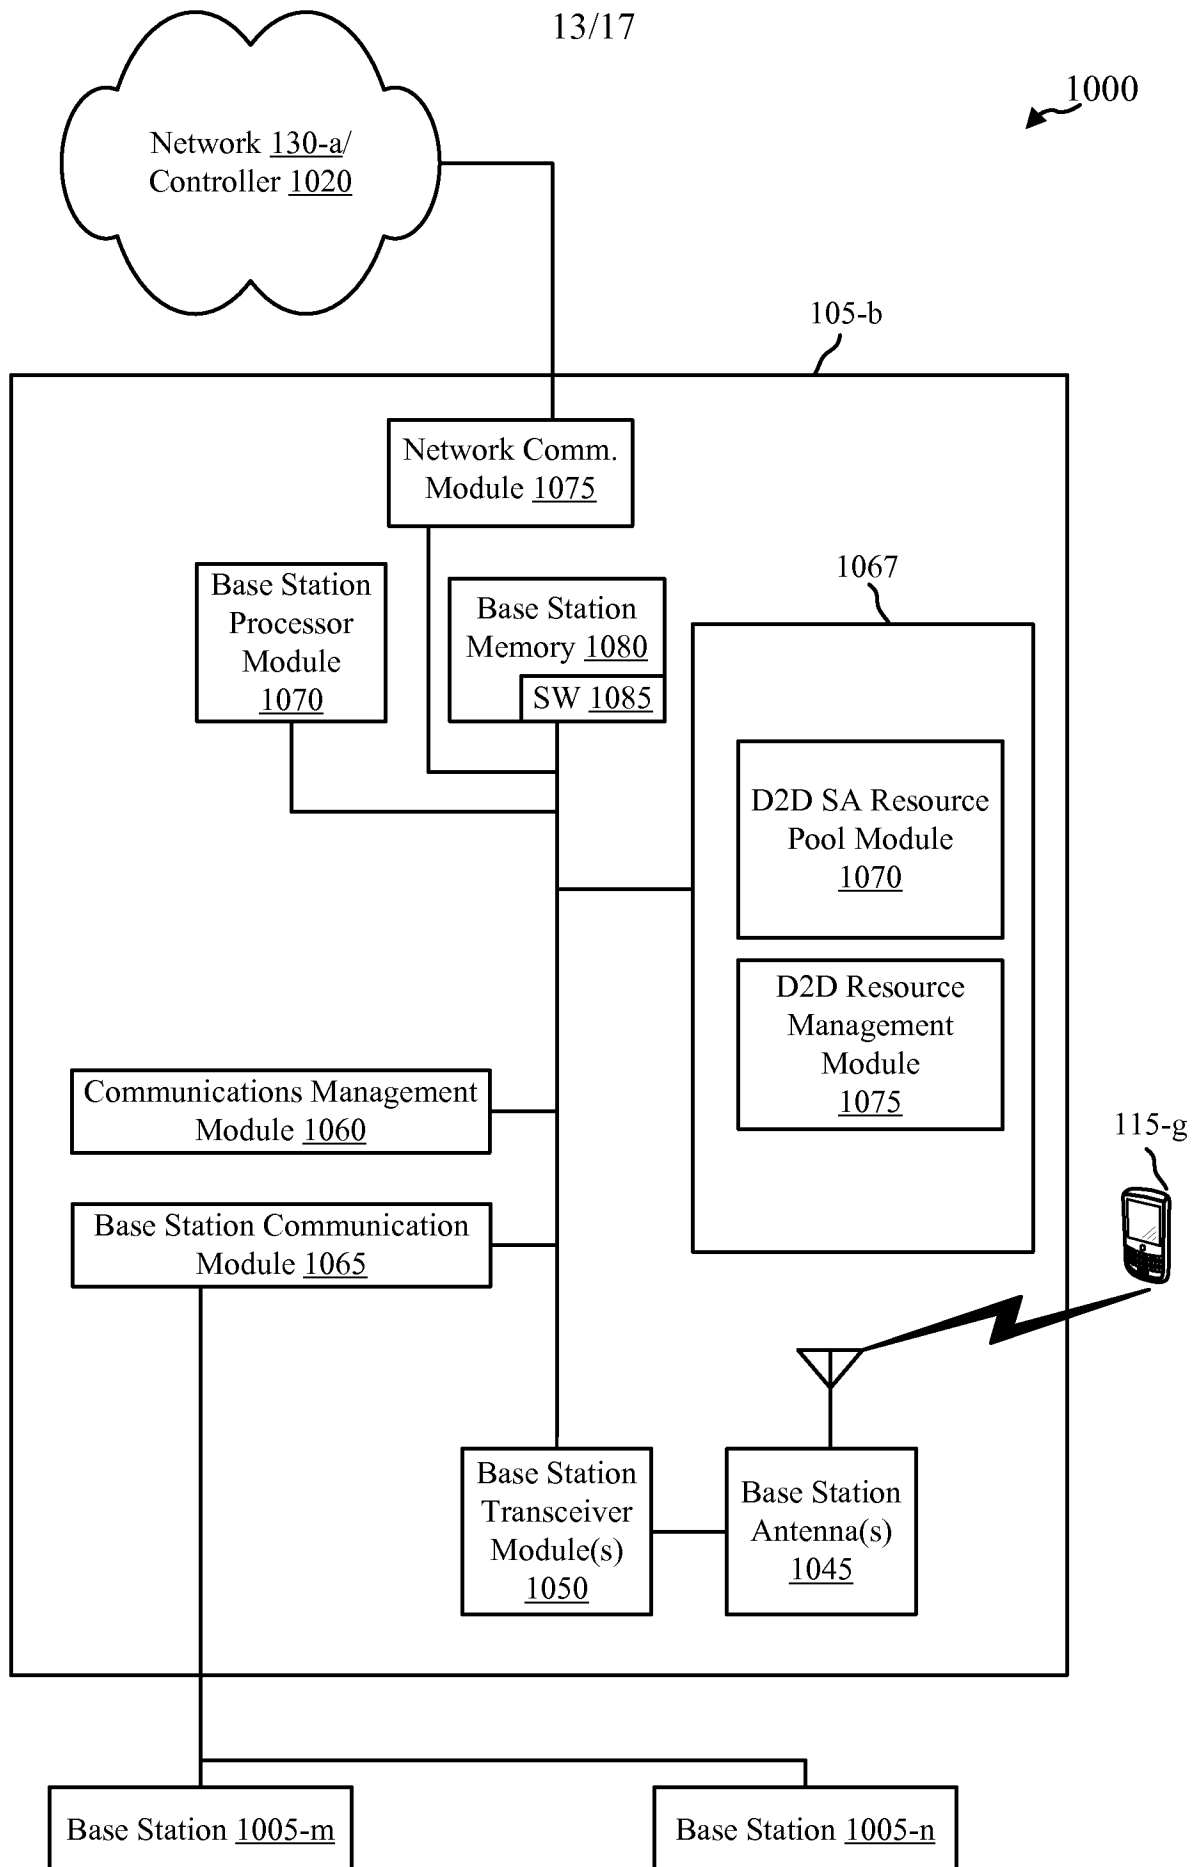 13/17
1000
Network 130-a/
Controller 1020
105-b
Network Comm.
Module 1075
1067
Base Station
Processor
Module
1070
Base Station
Memory 1080
SW 1085
D2D SA Resource
Pool Module
1070
D2D Resource
Management
Module
1075
Communications Management
Module 1060
115-g
Base Station Communication
Module 1065
Base Station
Transceiver
Module(s)
1050
Base Station
Antenna(s)
1045
Base Station 1005-m
Base Station 1005-n